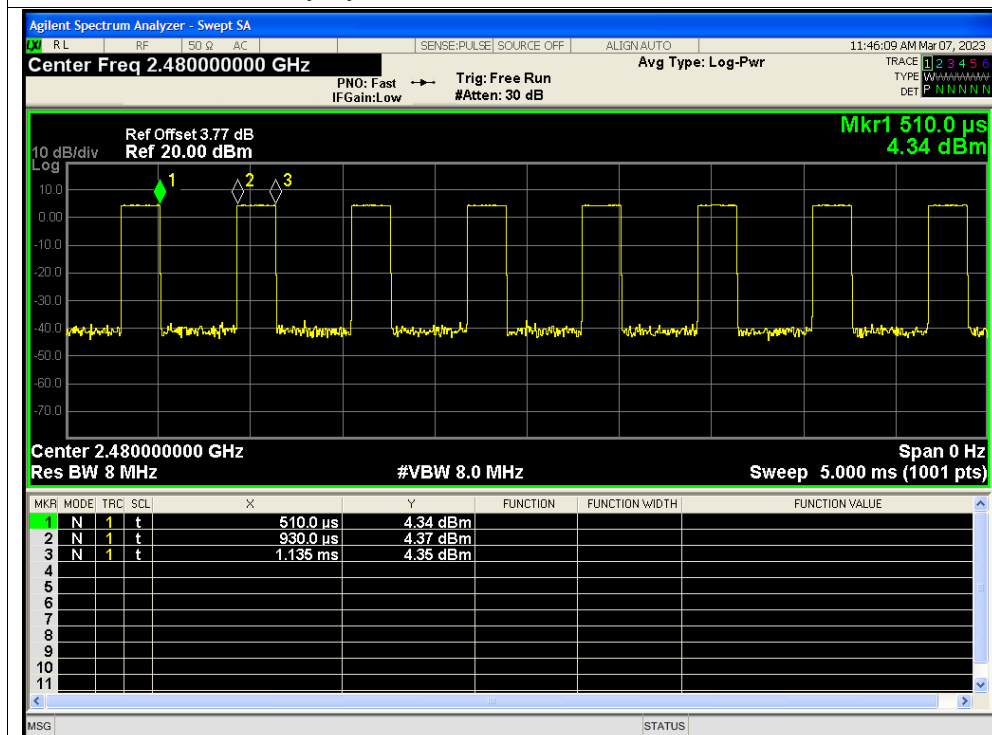 Agilent Spectrum Analyzer - Swept SA
LXI RL RF 50 Ω AC SENSE:PULSE SOURCE OFF ALIGN AUTO 11:46:09 AM Mar 07, 2023
Center Freq 2.480000000 GHz Avg Type: Log-Pwr TRACE 1 2 3 4 5 6
PNO: Fast Trig: Free Run TYPE WWWWWW
IFGain:Low #Atten: 30 dB DET P N N N N N
Mkr1 510.0 µs
4.34 dBm
Ref Offset 3.77 dB
10 dB/div Ref 20.00 dBm
Log
1 2 3
10.0
0.00
-10.0
-20.0
-30.0
-40.0
-50.0
-60.0
-70.0
Center 2.480000000 GHz Span 0 Hz
Res BW 8 MHz #VBW 8.0 MHz Sweep 5.000 ms (1001 pts)
MKR MODE TRC SCL X Y FUNCTION FUNCTION WIDTH FUNCTION VALUE
1 N 1 t 510.0 µs 4.34 dBm
2 N 1 t 930.0 µs 4.37 dBm
3 N 1 t 1.135 ms 4.35 dBm
4
5
6
7
8
9
10
11
MSG STATUS